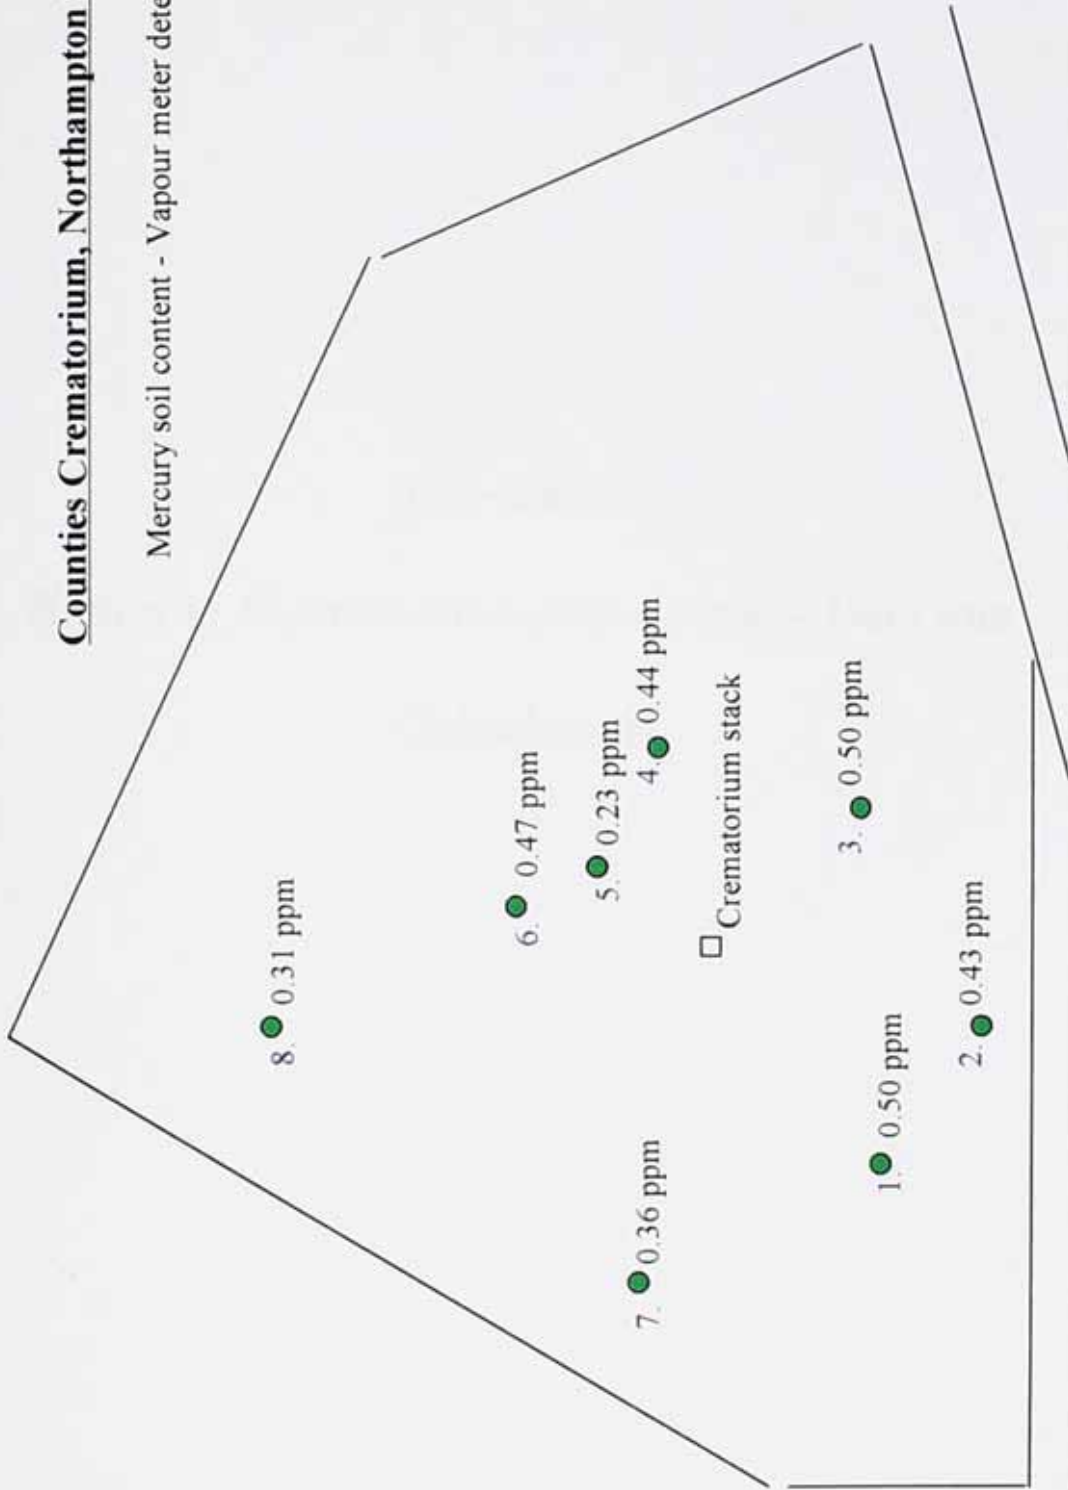 Counties Crematorium, Northampton
Mercury soil content - Vapour meter
8. 0.31 ppm
6. 0.47 ppm
5. 0.23 ppm
4. 0.44 ppm
7. 0.36 ppm
Crematorium stack
3. 0.50 ppm
1. 0.50 ppm
2. 0.43 ppm